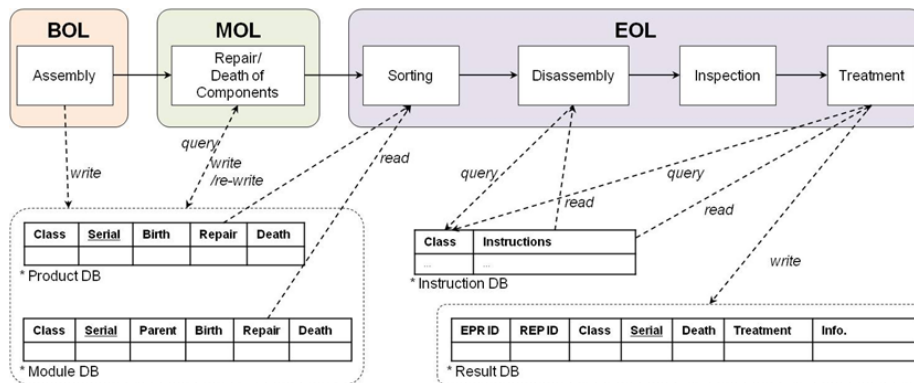 BOL
MOL
EOL
Assembly
Repair/
Death of
Components
Sorting
Disassembly
Inspection
Treatment
write
query
write
/re-write
read
query
read
query
read
write
Class Serial Birth Repair Death
* Product DB
Class Serial Parent Birth Repair Death
* Module DB
Class Instructions
... ...
* Instruction DB
EPR ID REP ID Class Serial Death Treatment Info.
* Result DB